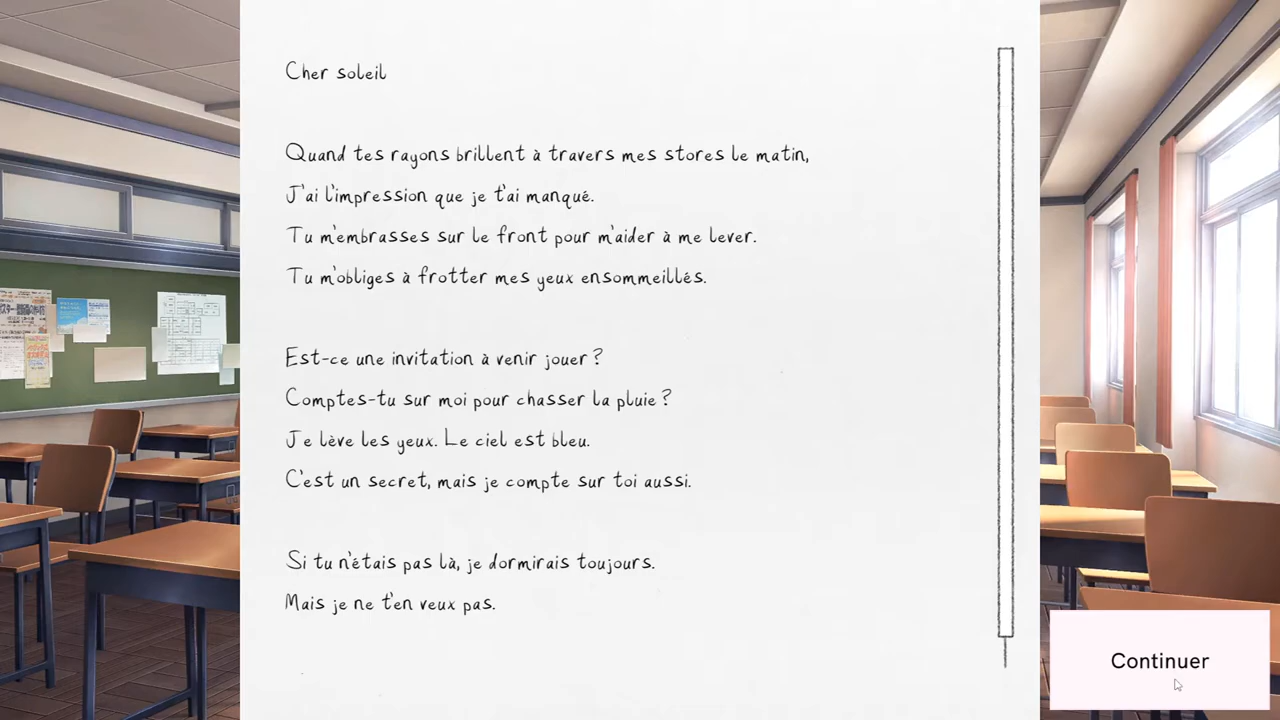 Cher soleil
Quand tes rayons brillent à travers mes stores le matin,
J'ai l'impression que je t'ai manqué.
Tu m'embrasses sur le front pour m'aider à me lever.
Tu m'obliges à frotter mes yeux ensommeillés.
Est-ce une invitation à venir jouer ?
Comptes-tu sur moi pour chasser la pluie ?
Je lève les yeux. Le ciel est bleu.
C'est un secret, mais je compte sur toi aussi.
Si tu n'étais pas là, je dormirais toujours.
Mais je ne t'en veux pas.
Continuer